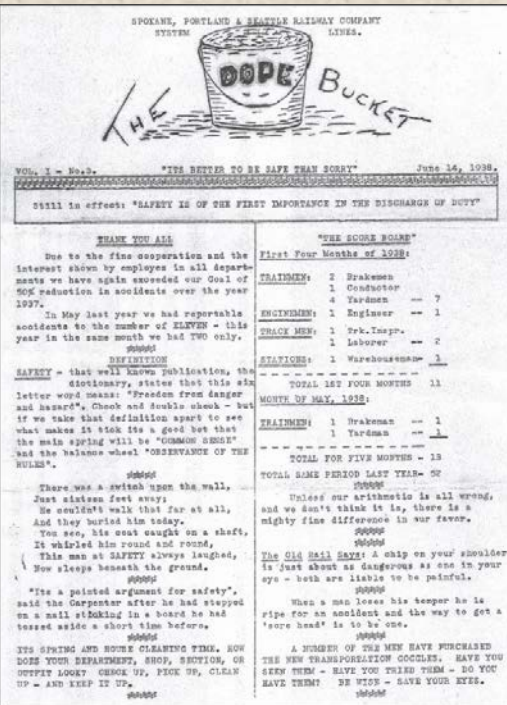 SPOKANE, PORTLAND & SEATTLE RAILWAY COMPANY
SYSTEM LINES.
THE DOPE BUCKET
VOL. I - No.3. "ITS BETTER TO BE SAFE THAN SORRY" June 14, 1938.
Still in effect: "SAFETY IS OF THE FIRST IMPORTANCE IN THE DISCHARGE OF DUTY"
THANK YOU ALL
Due to the fine cooperation and the
interest shown by employes in all depart-
ments we have again exceeded our Goal of
50% reduction in accidents over the year
1937.
In May last year we had reportable
accidents to the number of ELEVEN - this
year in the same month we had TWO only.
DEFINITION
SAFETY - that well known publication, the
dictionary, states that this six
letter word means: "Freedom from danger
and hazard". Check and double check - but
if we take that definition apart to see
what makes it tick its a good bet that
the main spring will be "COMMON SENSE"
and the balance wheel "OBSERVANCE OF THE
RULES".
There was a switch upon the wall,
Just sixteen feet away;
He couldn't walk that far at all,
And they buried him today.
You see, his coat caught on a shaft,
It whirled him round and round,
This man at SAFETY always laughed,
Now sleeps beneath the ground.
"Its a pointed argument for safety",
said the Carpenter after he had stepped
on a nail sticking in a board he had
tossed aside a short time before.
ITS SPRING AND HOUSE CLEANING TIME. HOW
DOES YOUR DEPARTMENT, SHOP, SECTION, OR
OUTFIT LOOK? CHECK UP, PICK UP, CLEAN
UP - AND KEEP IT UP.
"THE SCORE BOARD"
First Four Months of 1938:
TRAINMEN: 2 Brakemen
1 Conductor
4 Yardmen -- 7
ENGINEMEN: 1 Engineer -- 1
TRACK MEN: 1 Trk.Inspr.
1 Laborer -- 2
STATIONS: 1 Warehouseman- 1
TOTAL 1ST FOUR MONTHS 11
MONTH OF MAY, 1938:
TRAINMEN: 1 Brakeman -- 1
1 Yardman -- 1
TOTAL FOR FIVE MONTHS - 13
TOTAL SAME PERIOD LAST YEAR- 52
Unless our arithmetic is all wrong,
and we don't think it is, there is a
mighty fine difference in our favor.
The Old Rail Says: A chip on your shoulder
is just about as dangerous as one in your
eye - both are liable to be painful.
When a man loses his temper he is
ripe for an accident and the way to get a
'sore head' is to be one.
A NUMBER OF THE MEN HAVE PURCHASED
THE NEW TRANSPORTATION GOGGLES. HAVE YOU
SEEN THEM - HAVE YOU TRIED THEM - DO YOU
HAVE THEM? BE WISE - SAVE YOUR EYES.